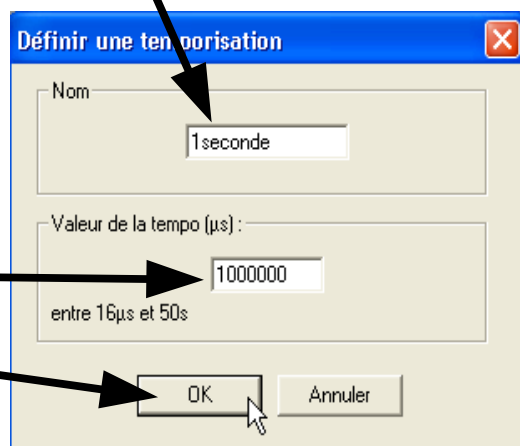 Définir une temporisation
Nom
1seconde
Valeur de la tempo (µs) :
1000000
entre 16µs et 50s
OK
Annuler